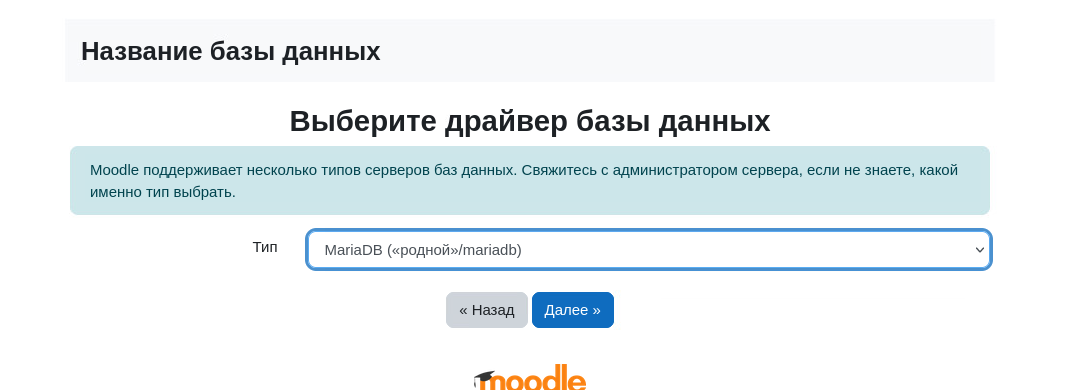 Название базы данных
Выберите драйвер базы данных
Moodle поддерживает несколько типов серверов баз данных. Свяжитесь с администратором сервера, если не знаете, какой
именно тип выбрать.
Тип
MariaDB («родной»/mariadb)
« Назад
Далее »
moodle